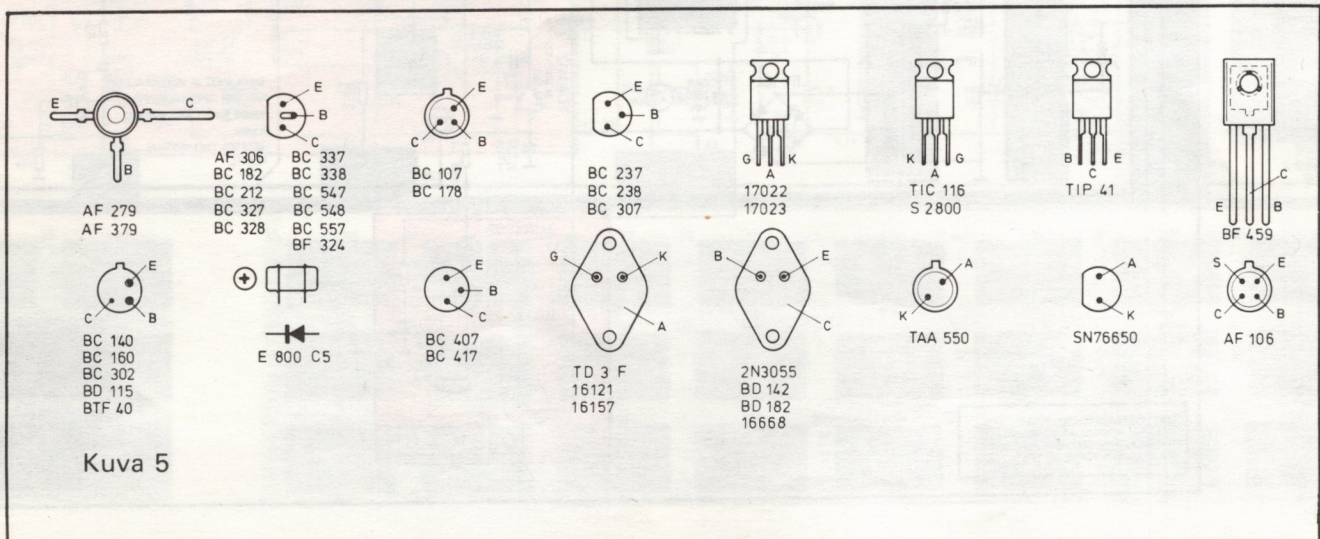 E C
B
AF 279
AF 379
E
B
C
AF 306 BC 337
BC 182 BC 338
BC 212 BC 547
BC 327 BC 548
BC 328 BC 557
BF 324
E
C B
BC 107
BC 178
E
B
C
BC 237
BC 238
BC 307
G K
A
17022
17023
K G
A
TIC 116
S 2800
B E
C
TIP 41
C
E B
BF 459
E
C B
BC 140
BC 160
BC 302
BD 115
BTF 40
+
E 800 C5
E
B
C
BC 407
BC 417
G K
A
TD 3 F
16121
16157
B E
C
2N3055
BD 142
BD 182
16668
A
K
TAA 550
A
K
SN76650
S E
C B
AF 106
Kuva 5